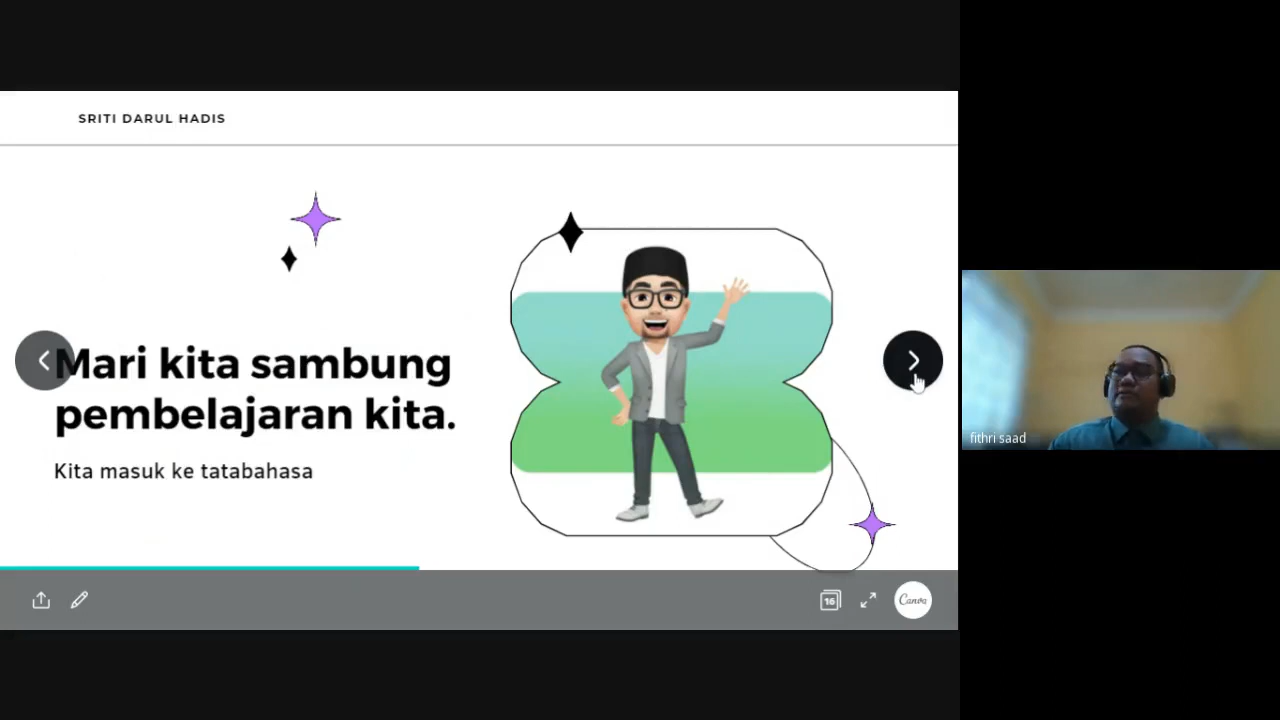 SRITI DARUL HADIS
Mari kita sambung
pembelajaran kita.
Kita masuk ke tatabahasa
fithri saad
16
Canva